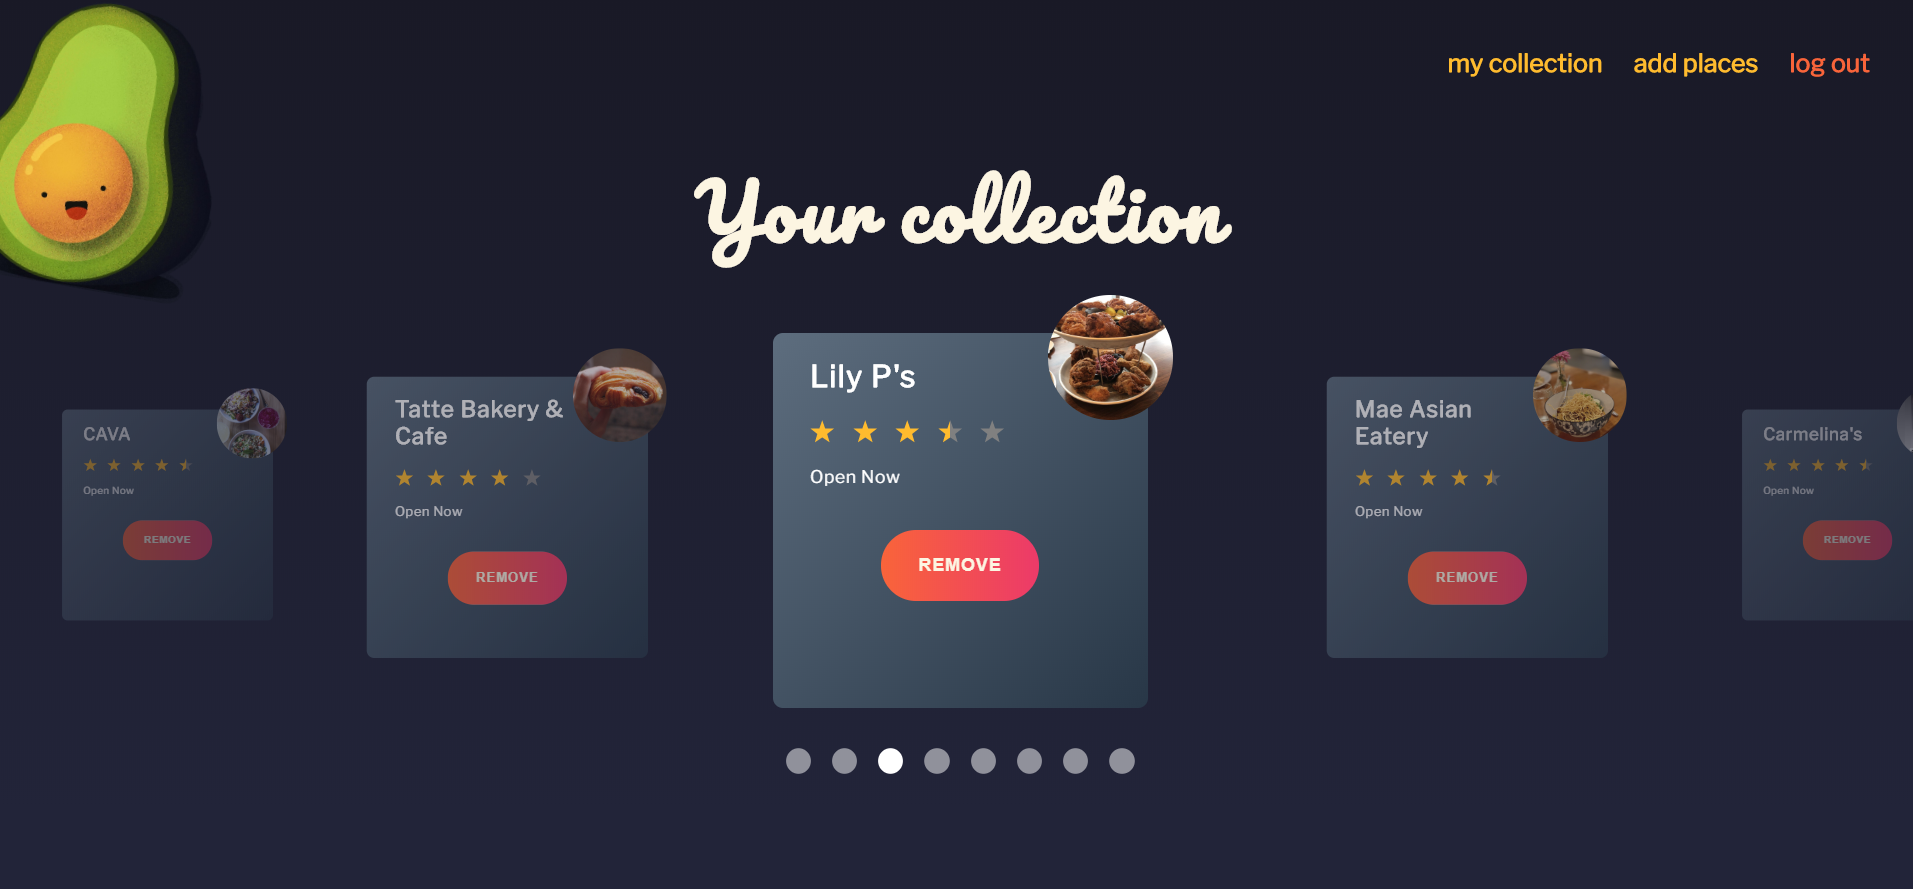 my collection add places log out
Your collection
CAVA
Open Now
REMOVE
Tatte Bakery &
Cafe
Open Now
REMOVE
Lily P's
Open Now
REMOVE
Mae Asian
Eatery
Open Now
REMOVE
Carmelina's
Open Now
REMOVE